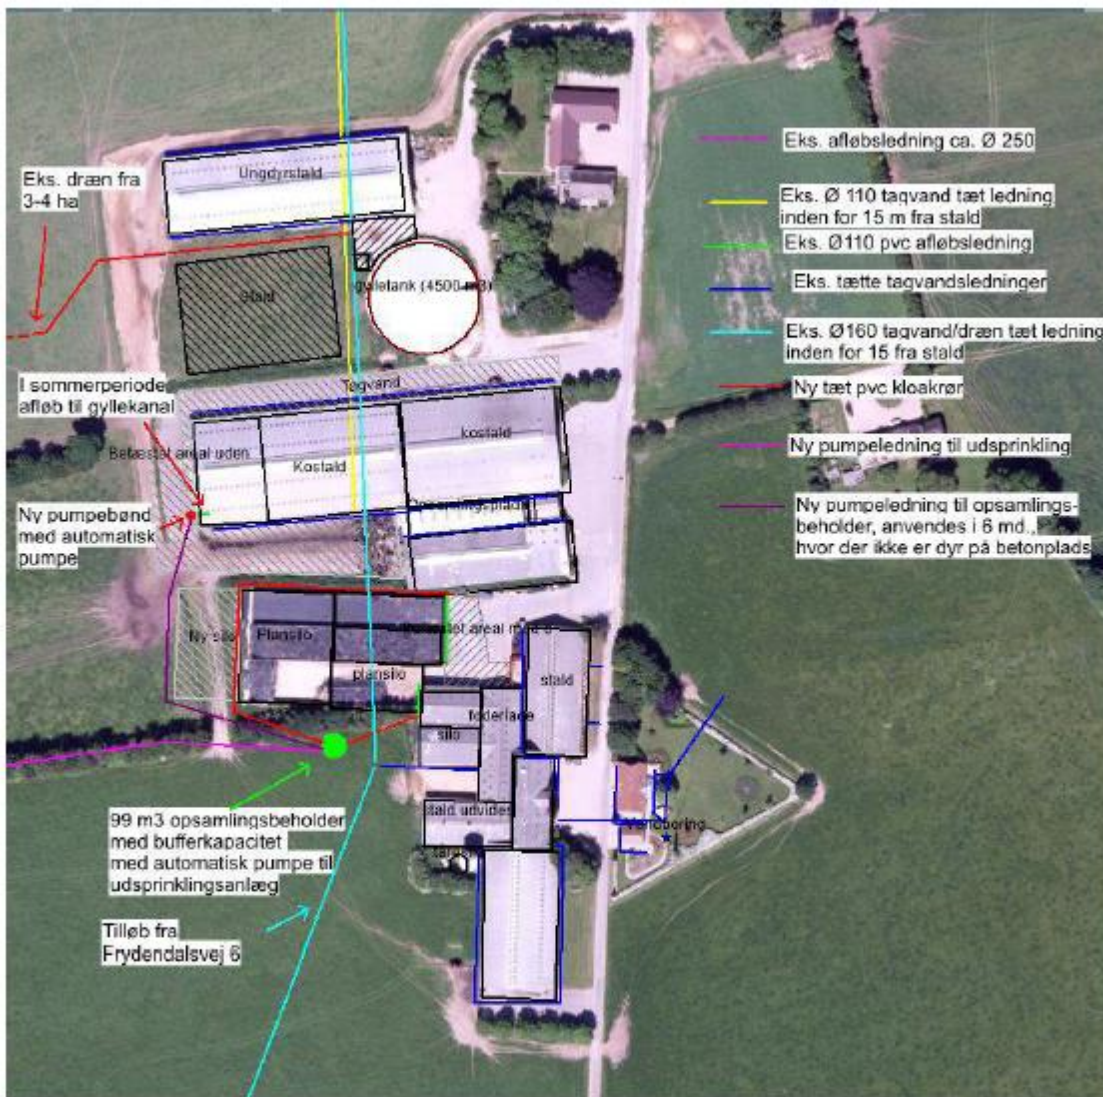 Eks. afløbsledning ca. Ø 250
Ungdyrstald
Eks. dræn fra
3-4 ha
Eks. Ø 110 tagvand tæt ledning
inden for 15 m fra stald
Eks. Ø110 pvc afløbsledning
gylletank (4500 m3)
Eks. tætte tagvandsledninger
Stald
Eks. Ø160 tagvand/dræn tæt ledning
inden for 15 fra stald
I sommerperiode
afløb til gyllekanal
Tagvand
Ny tæt pvc kloakrør
kostald
Befæstet areal uden
Kostald
Ny pumpeledning til udsprinkling
Ny pumpebønd
med automatisk
pumpe
Ny pumpeledning til opsamlings-
beholder, anvendes i 6 md.,
hvor der ikke er dyr på betonplads
Ny silo
Plansilo
areal
plansilo
stald
foderlade
silo
99 m3 opsamlingsbeholder
med bufferkapacitet
med automatisk pumpe til
udsprinklingsanlæg
stald udvides
Vandboring
Tilløb fra
Frydendalsvej 6